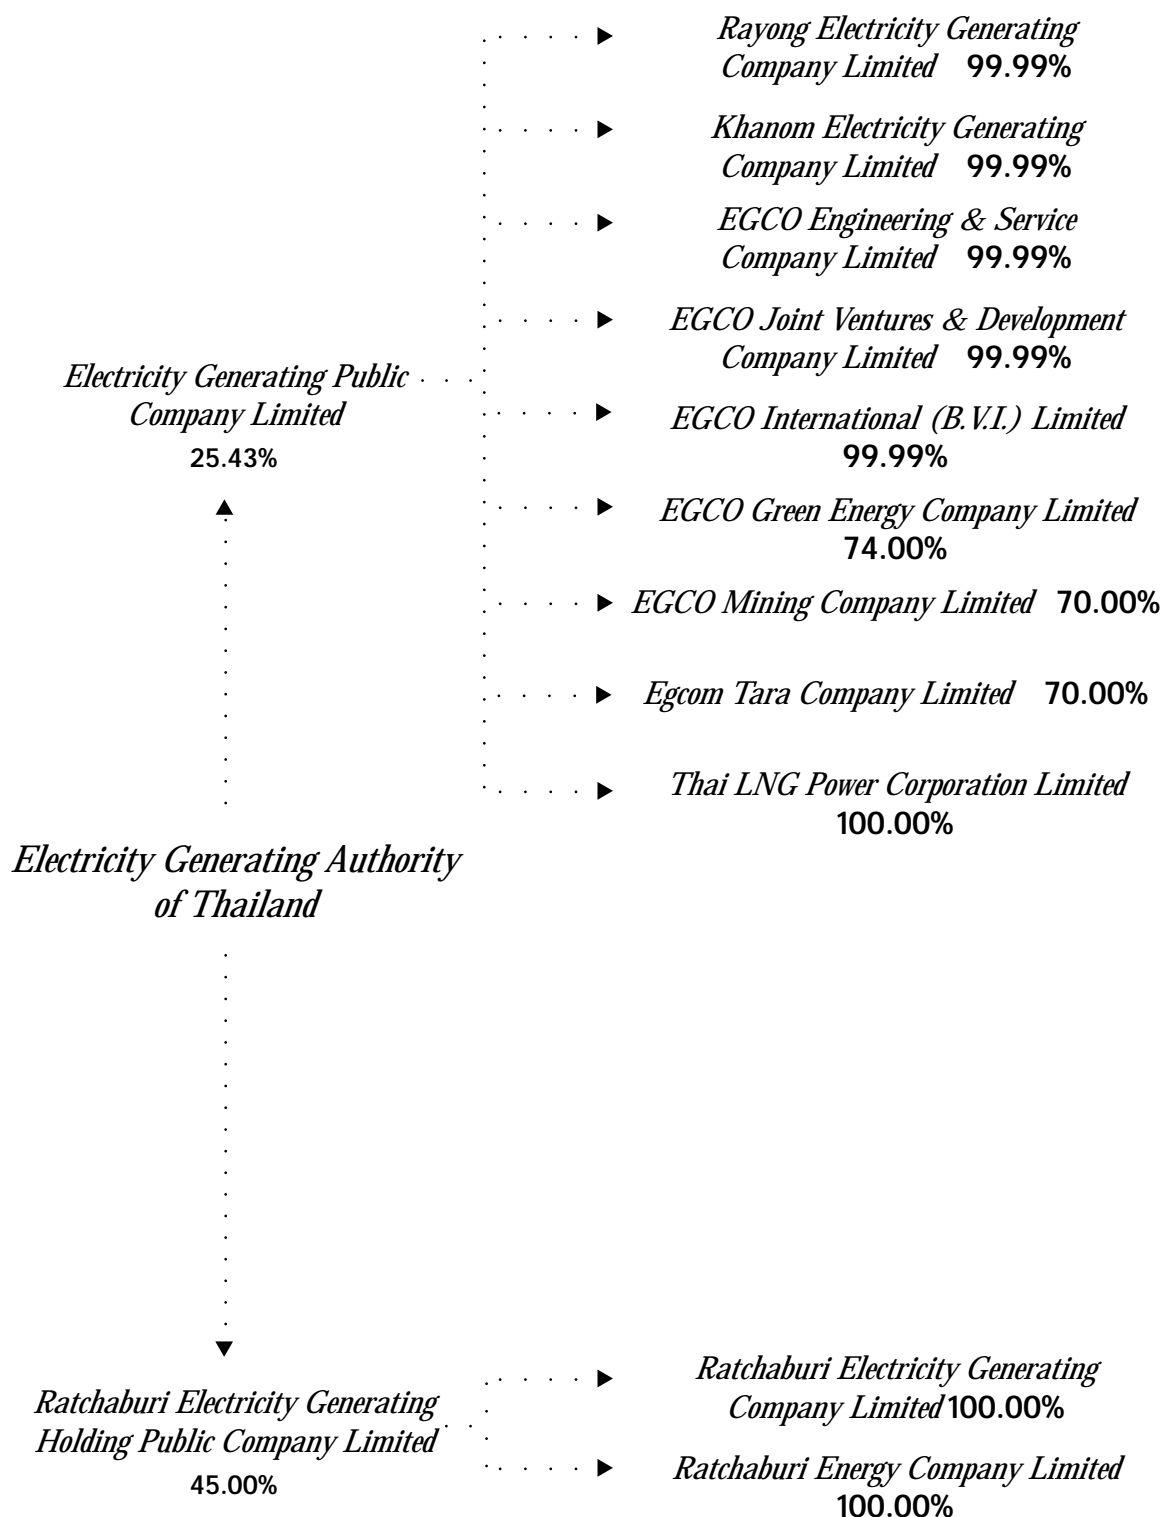 Rayong Electricity Generating
Company Limited 99.99%
Khanom Electricity Generating
Company Limited 99.99%
EGCO Engineering & Service
Company Limited 99.99%
EGCO Joint Ventures & Development
Company Limited 99.99%
Electricity Generating Public
Company Limited
25.43%
EGCO International (B.V.I.) Limited
99.99%
EGCO Green Energy Company Limited
74.00%
EGCO Mining Company Limited 70.00%
Egcom Tara Company Limited 70.00%
Thai LNG Power Corporation Limited
100.00%
Electricity Generating Authority
of Thailand
Ratchaburi Electricity Generating
Holding Public Company Limited
45.00%
Ratchaburi Electricity Generating
Company Limited 100.00%
Ratchaburi Energy Company Limited
100.00%